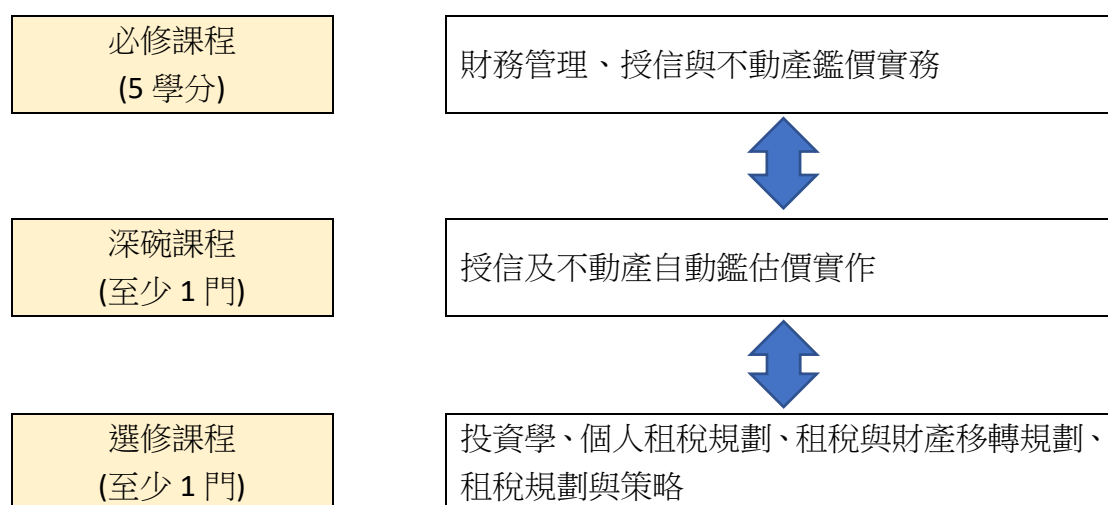 必修課程
(5 學分)
財務管理、授信與不動產鑑價實務
深碗課程
(至少 1 門)
授信及不動產自動鑑估價實作
選修課程
(至少 1 門)
投資學、個人租稅規劃、租稅與財產移轉規劃、
租稅規劃與策略